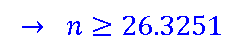 → n ≥ 26.3251